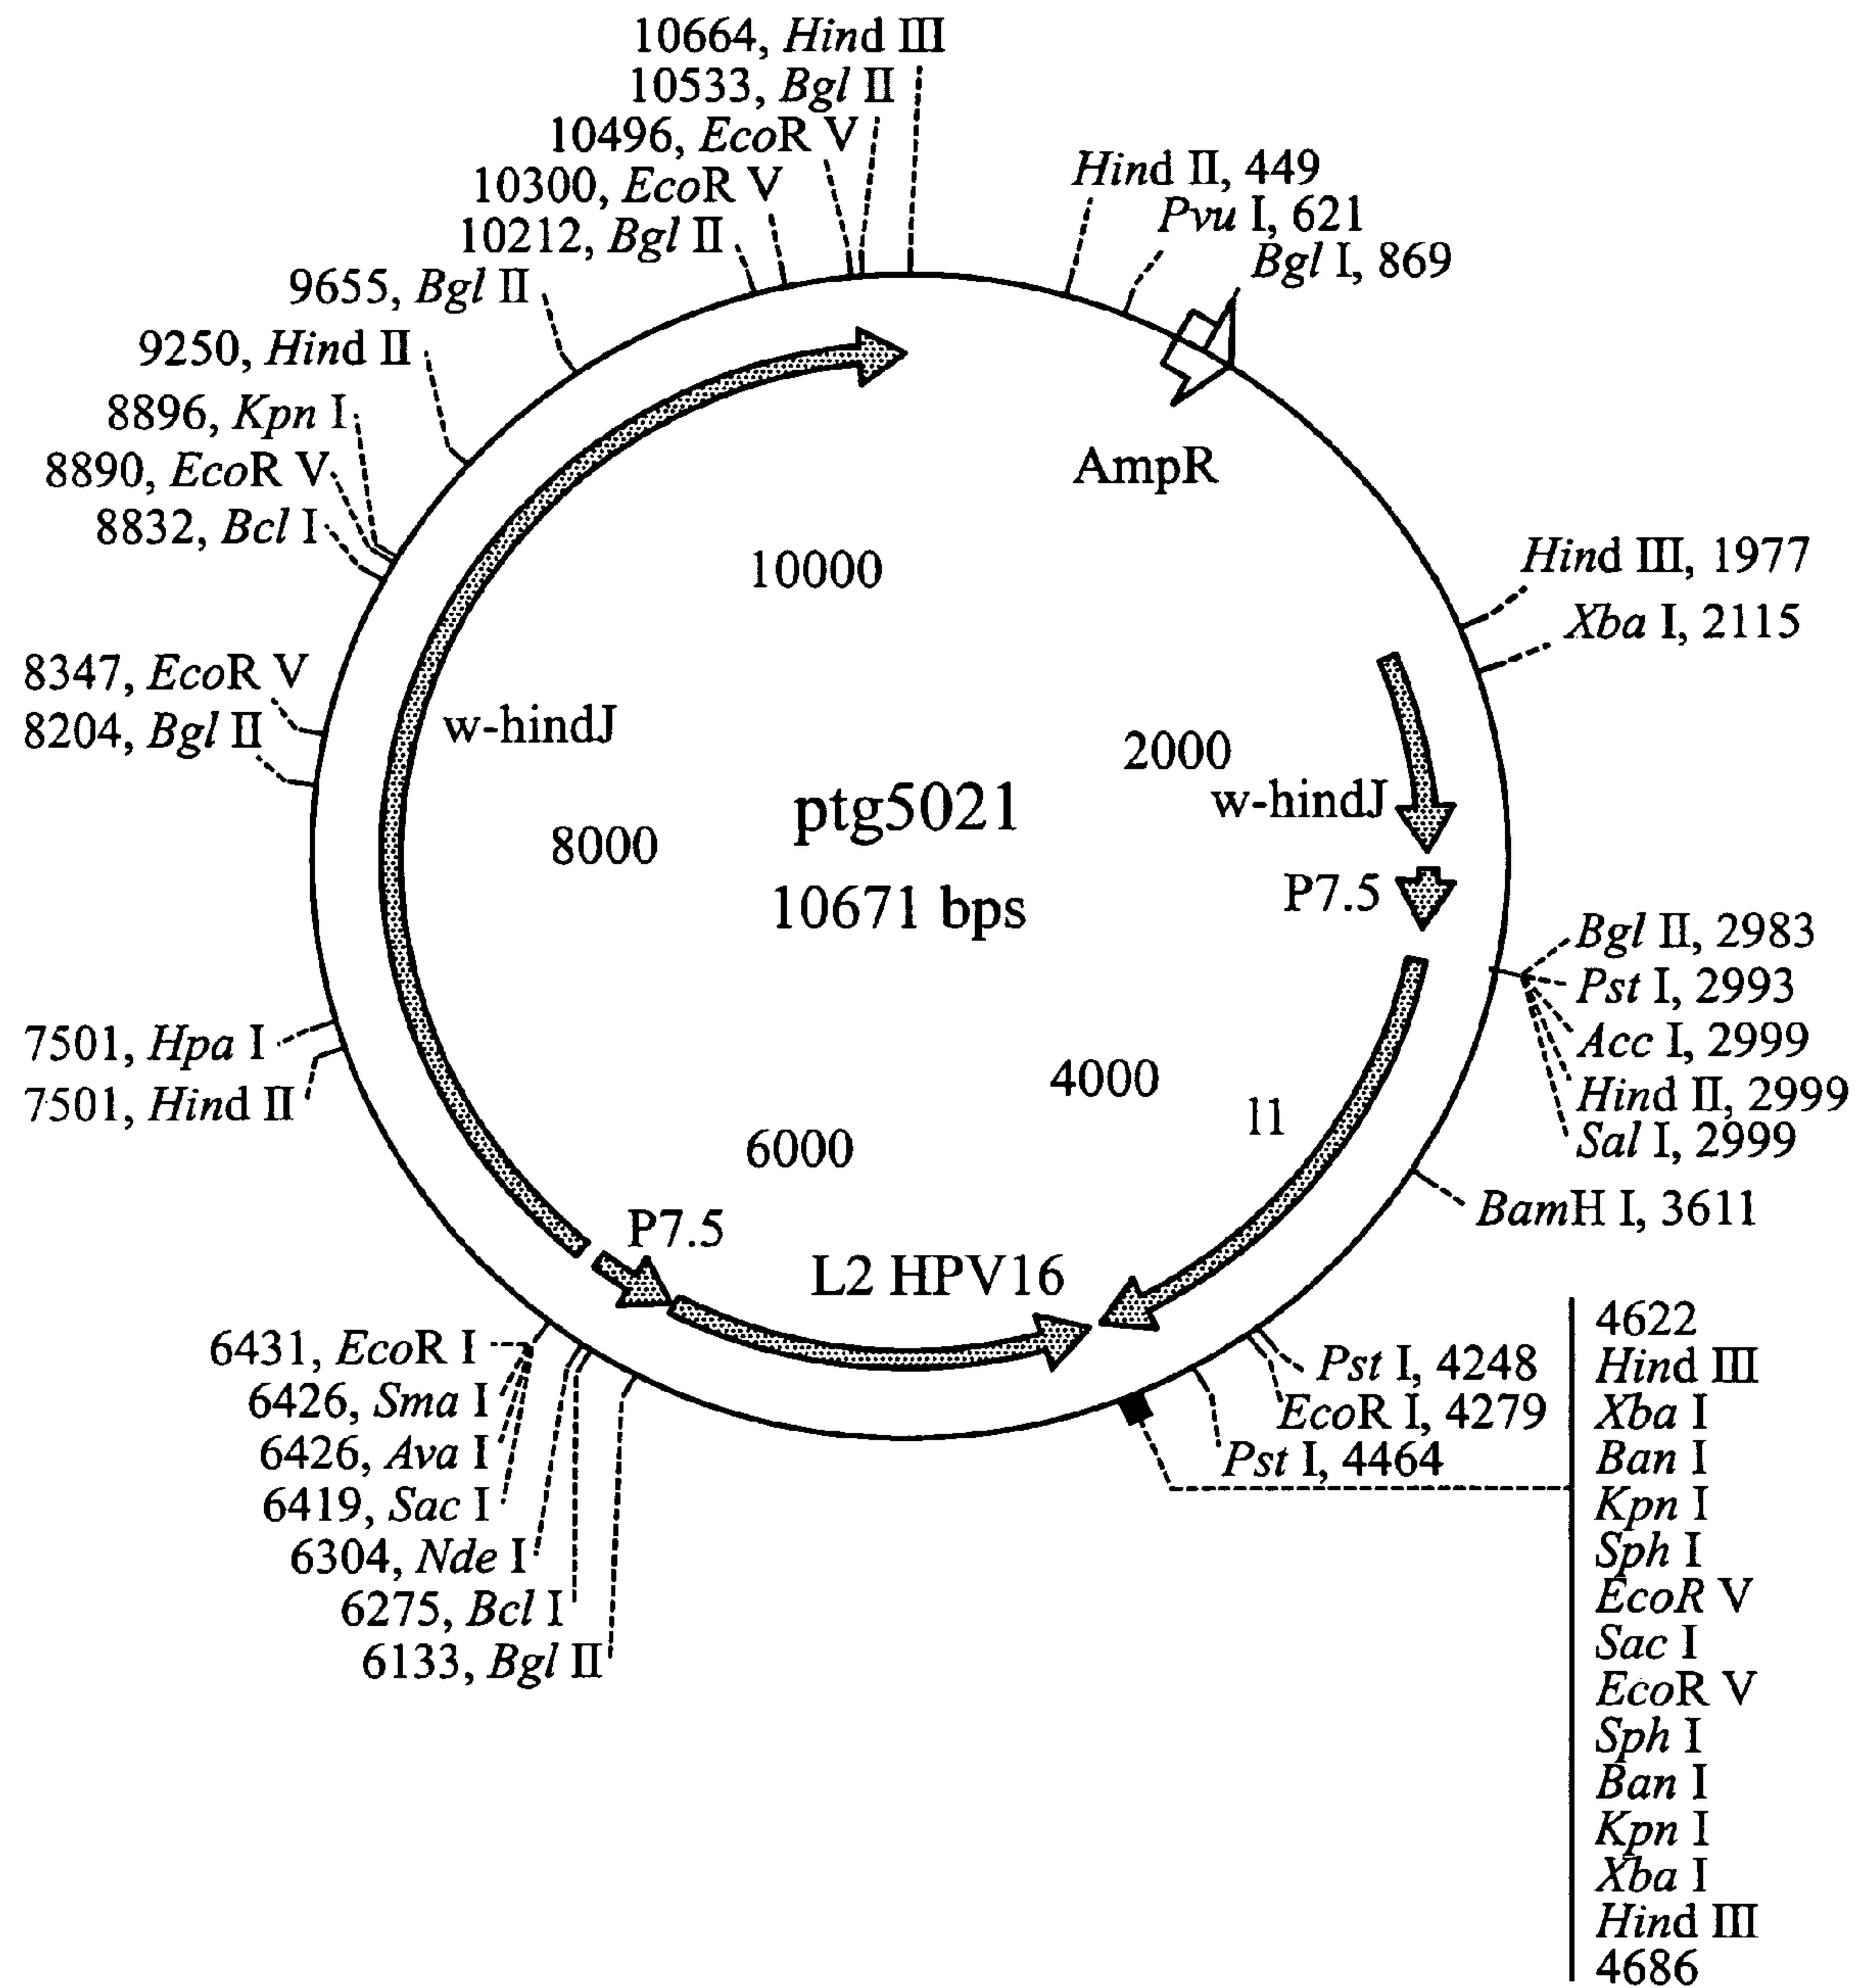 10664, Hind III
10533, Bgl II
10496, EcoR V
10300, EcoR V
10212, Bgl II
9655, Bgl II
9250, Hind II
8896, Kpn I
8890, EcoR V
8832, Bcl I
8347, EcoR V
8204, Bgl II
7501, Hpa I
7501, Hind II
6431, EcoR I
6426, Sma I
6426, Ava I
6419, Sac I
6304, Nde I
6275, Bcl I
6133, Bgl II
Hind II, 449
Pvu I, 621
Bgl I, 869
AmpR
Hind III, 1977
Xba I, 2115
10000
2000
w-hindJ
w-hindJ
ptg5021
10671 bps
8000
P7.5
4000
l1
6000
P7.5
L2 HPV16
Bgl II, 2983
Pst I, 2993
Acc I, 2999
Hind II, 2999
Sal I, 2999
BamH I, 3611
Pst I, 4248
EcoR I, 4279
Pst I, 4464
4622
Hind III
Xba I
Ban I
Kpn I
Sph I
EcoR V
Sac I
EcoR V
Sph I
Ban I
Kpn I
Xba I
Hind III
4686